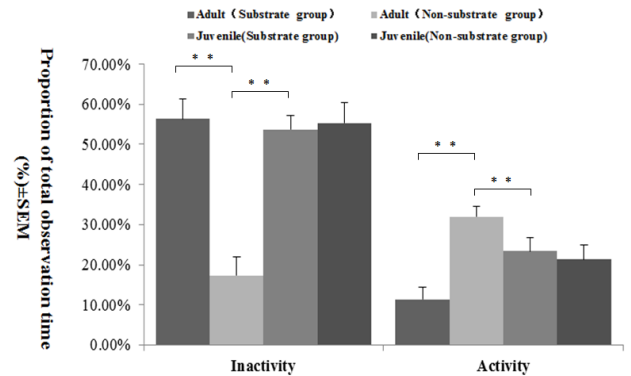 Adult（Substrate group）
Adult（Non-substrate group）
Juvenile(Substrate group)
Juvenile(Non-substrate group)
Proportion of total observation time
(%)±SEM
70.00%
60.00%
50.00%
40.00%
30.00%
20.00%
10.00%
0.00%
* *
* *
* *
* *
Inactivity
Activity